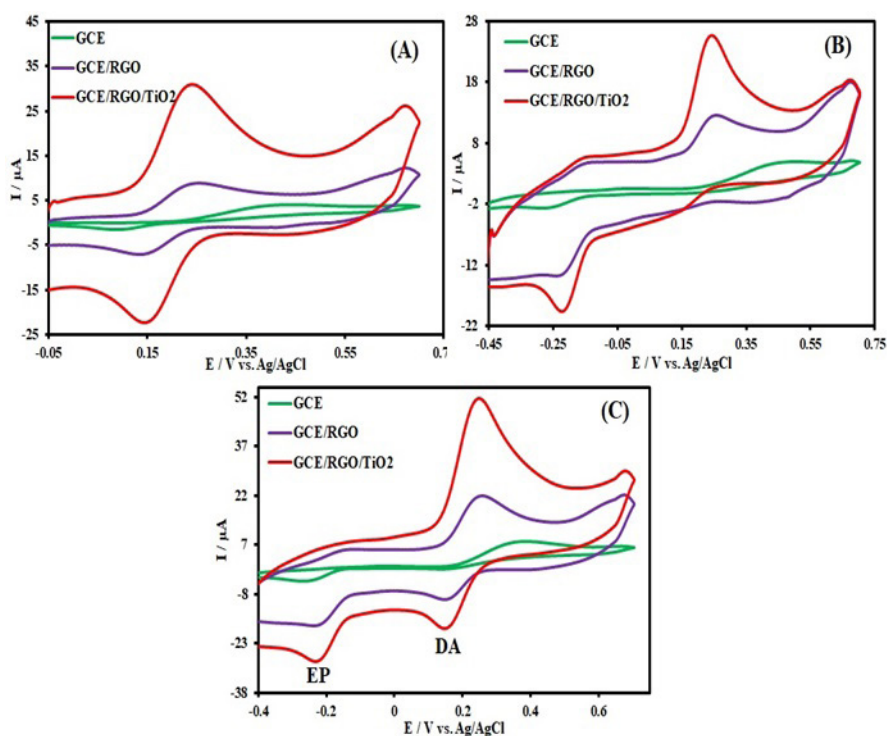 45
35
25
15
5
-5
-15
-25
I / µA
GCE
GCE/RGO
GCE/RGO/TiO2
(A)
-0.05
0.15
0.35
0.55
0.7
E / V vs. Ag/AgCl
28
18
8
-2
-12
-22
I / µA
GCE
GCE/RGO
GCE/RGO/TiO2
(B)
-0.45
-0.25
-0.05
0.15
0.35
0.55
0.75
E / V vs. Ag/AgCl
52
37
22
7
-8
-23
-38
I / µA
GCE
GCE/RGO
GCE/RGO/TiO2
(C)
EP
DA
-0.4
-0.2
0
0.2
0.4
0.6
E / V vs. Ag/AgCl